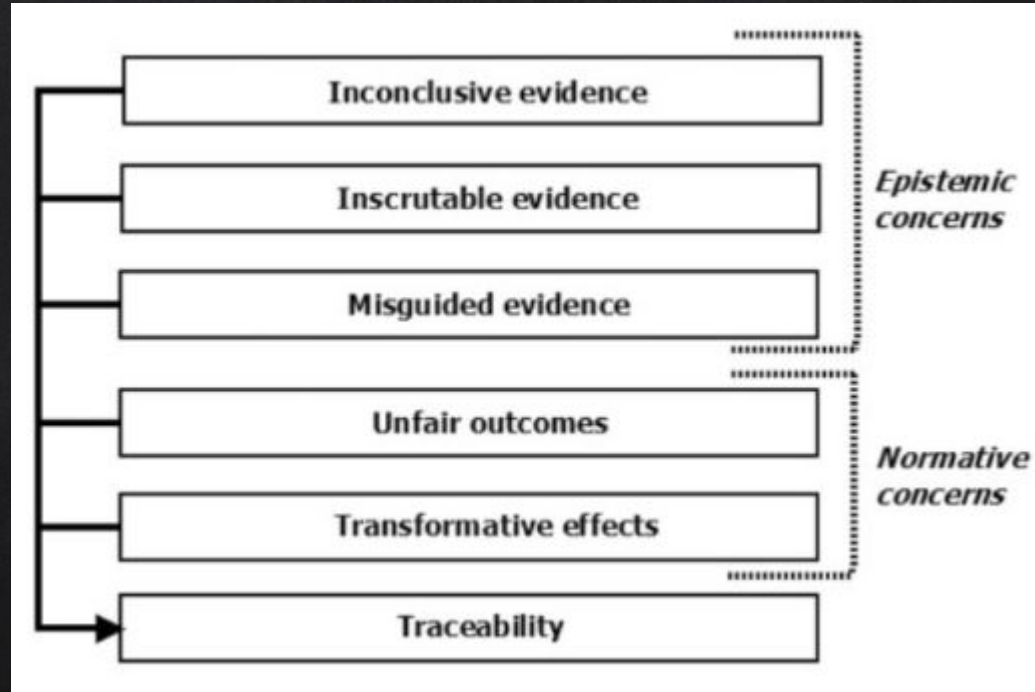 Inconclusive evidence
Inscrutable evidence
Misguided evidence
Epistemic
concerns
Unfair outcomes
Transformative effects
Normative
concerns
Traceability